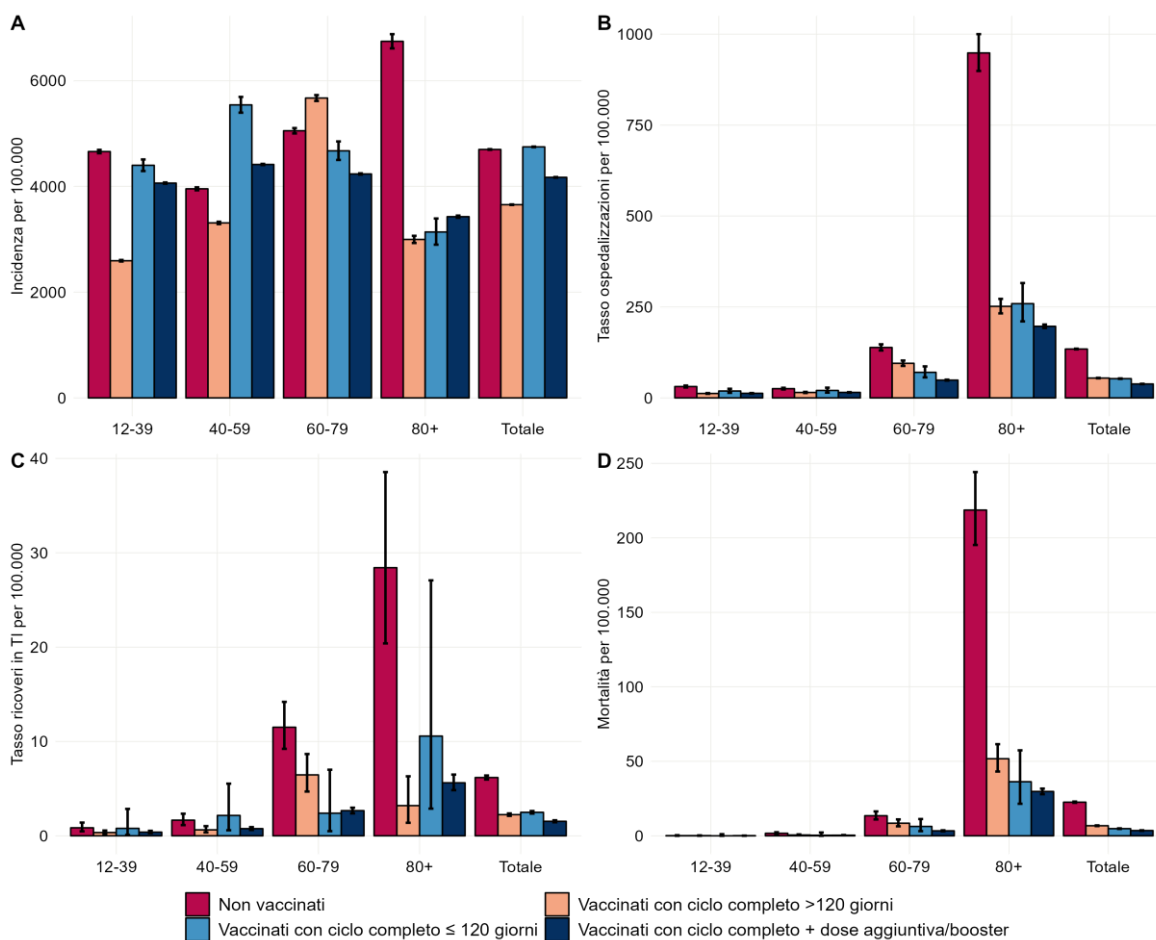 A
Incidenza per 100.000
6000
4000
2000
0
12-39 40-59 60-79 80+ Totale
B
Tasso ospedalizzazioni per 100.000
1000
750
500
250
0
12-39 40-59 60-79 80+ Totale
C
Tasso ricoveri in TI per 100.000
40
30
20
10
0
12-39 40-59 60-79 80+ Totale
D
Mortalità per 100.000
250
200
150
100
50
0
12-39 40-59 60-79 80+ Totale
Non vaccinati
Vaccinati con ciclo completo >120 giorni
Vaccinati con ciclo completo ≤ 120 giorni
Vaccinati con ciclo completo + dose aggiuntiva/booster